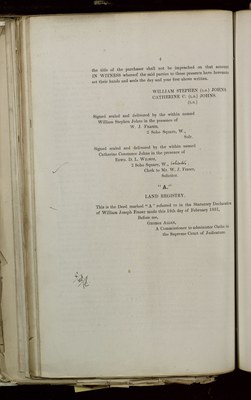 3
the title of the purchaser shall not be impeached on that account
IN WITNESS whereof the said parties to these presents have hereunto
set their hands and seals the day and year first above written.
WILLIAM STEPHEN (L.S.) JOHNS.
CATHERINE C. (L.S.) JOHNS.
(L.S.)
Signed sealed and delivered by the within named
William Stephen Johns in the presence of
W. J. Fraser,
2 Soho Square, W.,
Signed sealed and delivered by the within named
Catherine Constance Johns in the presence of
D. L. Wilson,
2 Soho Square, W.,
Clerk to Mr. W. J. Fraser,
Solicitor.
"A."
LAND REGISTRY.
This is the Deed marked "A" referred to in the Statutory Declaration
of William Joseph Fraser made this day of February
Before me,
A Commissioner to administer Oaths in
the Supreme Court of Judicature.